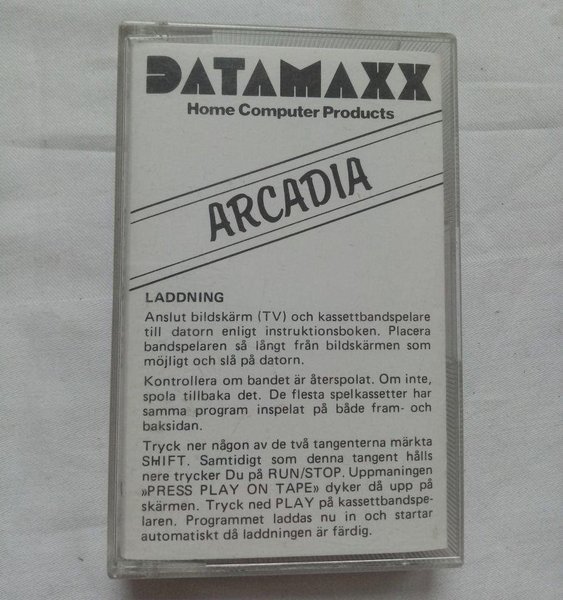 DATAMAXX
Home Computer Products
ARCADIA
LADDNING
Anslut bildskärm (TV) och kassettbandspelare
till datorn enligt instruktionsboken. Placera
bandspelaren så långt från bildskärmen som
möjligt och slå på datorn.
Kontrollera om bandet är återspolat. Om inte,
spola tillbaka det. De flesta spelkassetter har
samma program inspelat på både fram- och
baksidan.
Tryck ner någon av de två tangenterna märkta
SHIFT. Samtidigt som denna tangent hålls
nere trycker Du på RUN/STOP. Uppmaningen
»PRESS PLAY ON TAPE» dyker då upp på
skärmen. Tryck ned PLAY på kassettbandspe-
laren. Programmet laddas nu in och startar
automatiskt då laddningen är färdig.